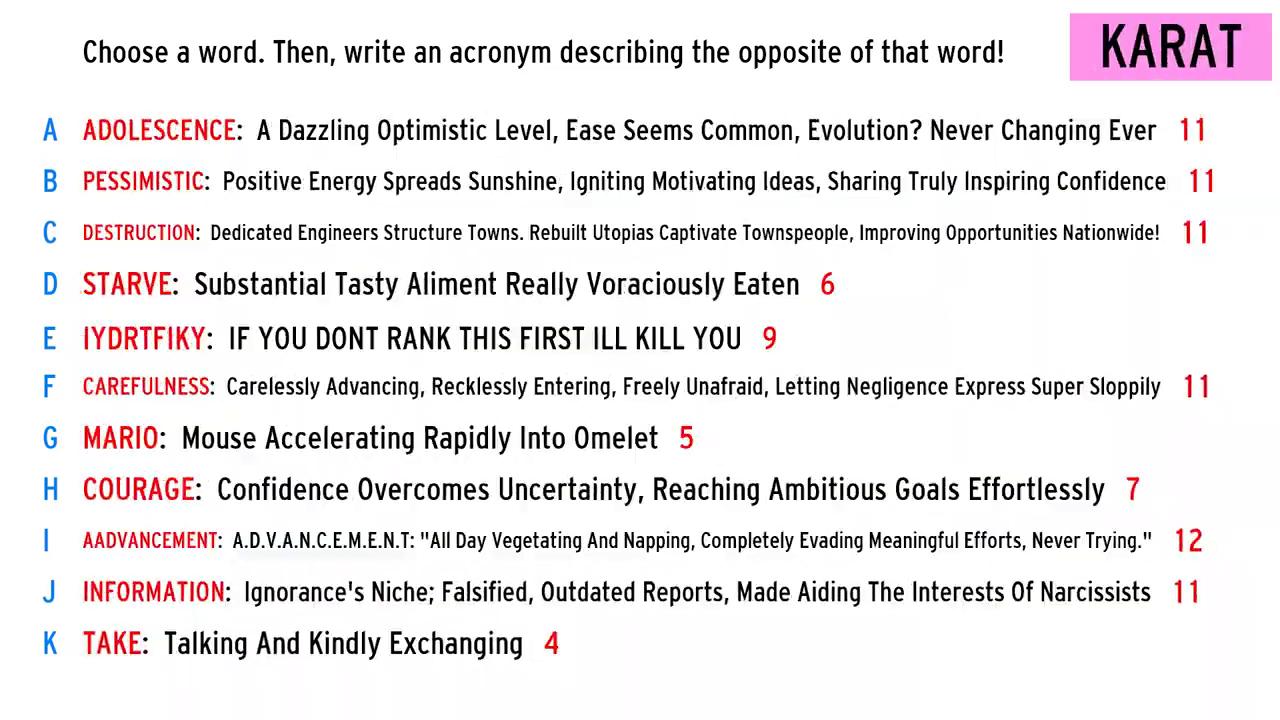 Choose a word. Then, write an acronym describing the opposite of that word!
KARAT
A ADOLESCENCE: A Dazzling Optimistic Level, Ease Seems Common, Evolution? Never Changing Ever 11
B PESSIMISTIC: Positive Energy Spreads Sunshine, Igniting Motivating Ideas, Sharing Truly Inspiring Confidence 11
C DESTRUCTION: Dedicated Engineers Structure Towns. Rebuilt Utopias Captivate Townspeople, Improving Opportunities Nationwide! 11
D STARVE: Substantial Tasty Aliment Really Voraciously Eaten 6
E IYDRTFIKY: IF YOU DONT RANK THIS FIRST ILL KILL YOU 9
F CAREFULNESS: Carelessly Advancing, Recklessly Entering, Freely Unafraid, Letting Negligence Express Super Sloppily 11
G MARIO: Mouse Accelerating Rapidly Into Omelet 5
H COURAGE: Confidence Overcomes Uncertainty, Reaching Ambitious Goals Effortlessly 7
I AADVANCEMENT: A.D.V.A.N.C.E.M.E.N.T: "All Day Vegetating And Napping, Completely Evading Meaningful Efforts, Never Trying." 12
J INFORMATION: Ignorance's Niche; Falsified, Outdated Reports, Made Aiding The Interests Of Narcissists 11
K TAKE: Talking And Kindly Exchanging 4